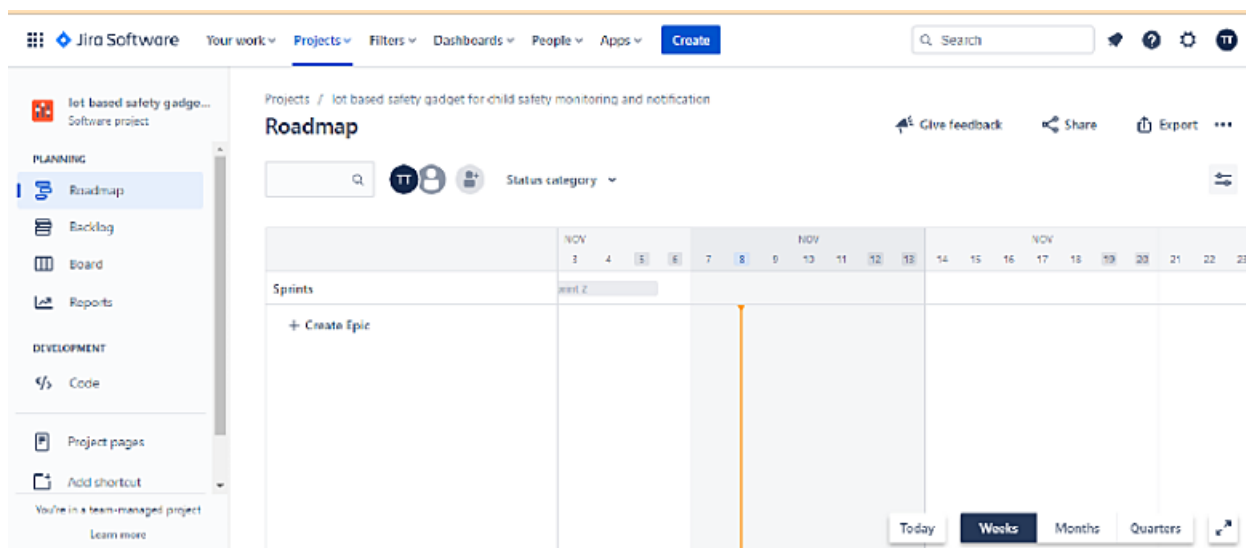 Jira Software Your work Projects Filters Dashboards People Apps Create Search TT
Iot based safety gadge...
Software project
PLANNING
Roadmap
Backlog
Board
Reports
DEVELOPMENT
Code
Project pages
Add shortcut
You're in a team-managed project
Learn more
Projects / Iot based safety gadget for child safety monitoring and notification
Roadmap
Give feedback Share Export
TT Status category
NOV NOV NOV
3 4 5 6 7 8 9 10 11 12 13 14 15 16 17 18 19 20 21 22
Sprints 2
+ Create Epic
Today Weeks Months Quarters